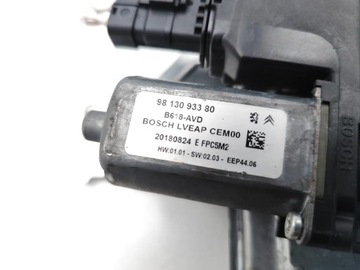 98 130 933 80
B618-AVD
BOSCH LVEAP CEM00
20180824 E FPC5M2
HW:01.01 - SW:02.03 - EEP44.06
BOSCH